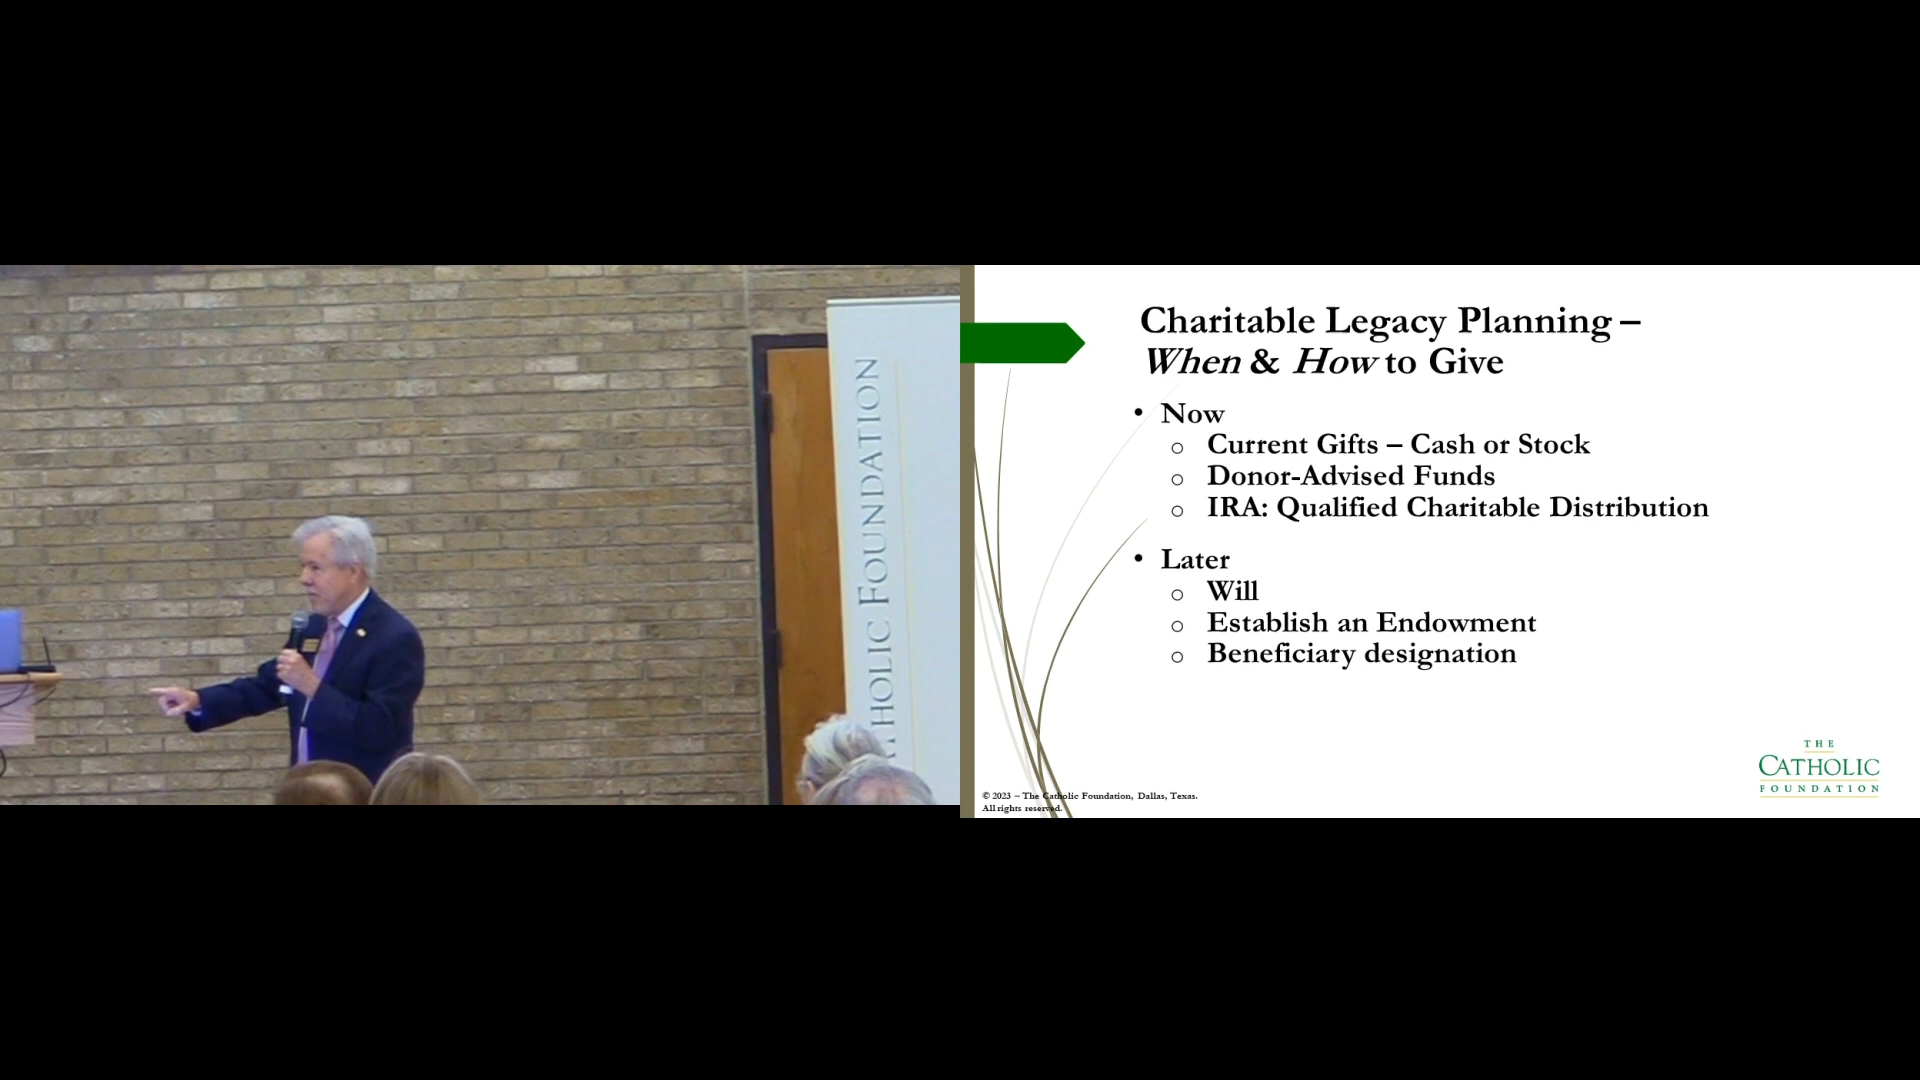 CATHOLIC FOUNDATION
Charitable Legacy Planning –
When & How to Give
• Now
o Current Gifts – Cash or Stock
o Donor-Advised Funds
o IRA: Qualified Charitable Distribution
• Later
o Will
o Establish an Endowment
o Beneficiary designation
THE
CATHOLIC
FOUNDATION
© 2023 – The Catholic Foundation, Dallas, Texas.
All rights reserved.